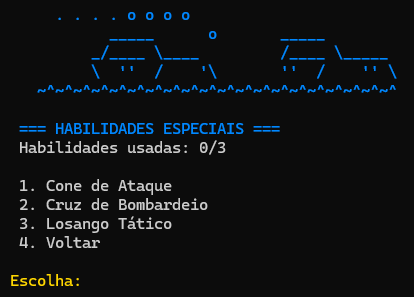 === HABILIDADES ESPECIAIS ===
Habilidades usadas: 0/3
1. Cone de Ataque
2. Cruz de Bombardeio
3. Losango Tático
4. Voltar
Escolha: